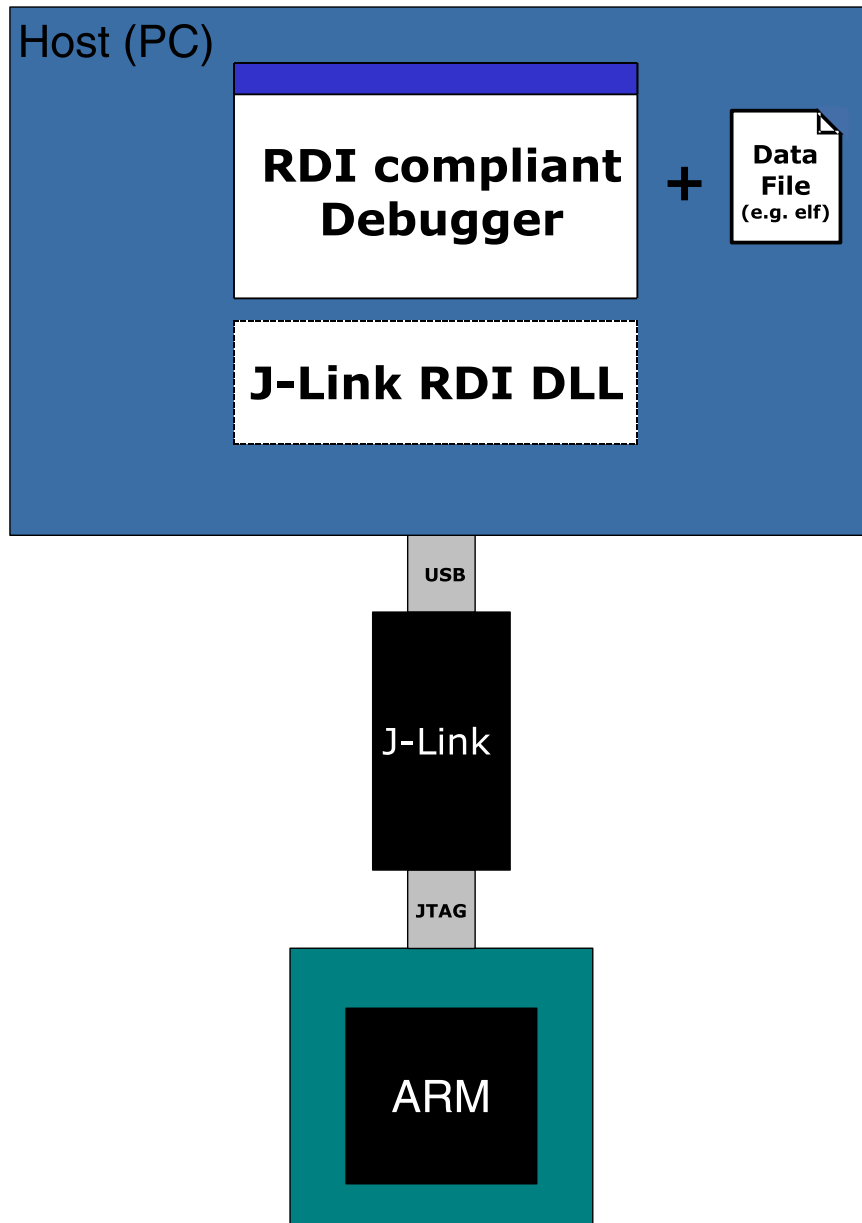 Host (PC)
RDI compliant
Debugger
+
Data
File
(e.g. elf)
J-Link RDI DLL
USB
J-Link
JTAG
ARM